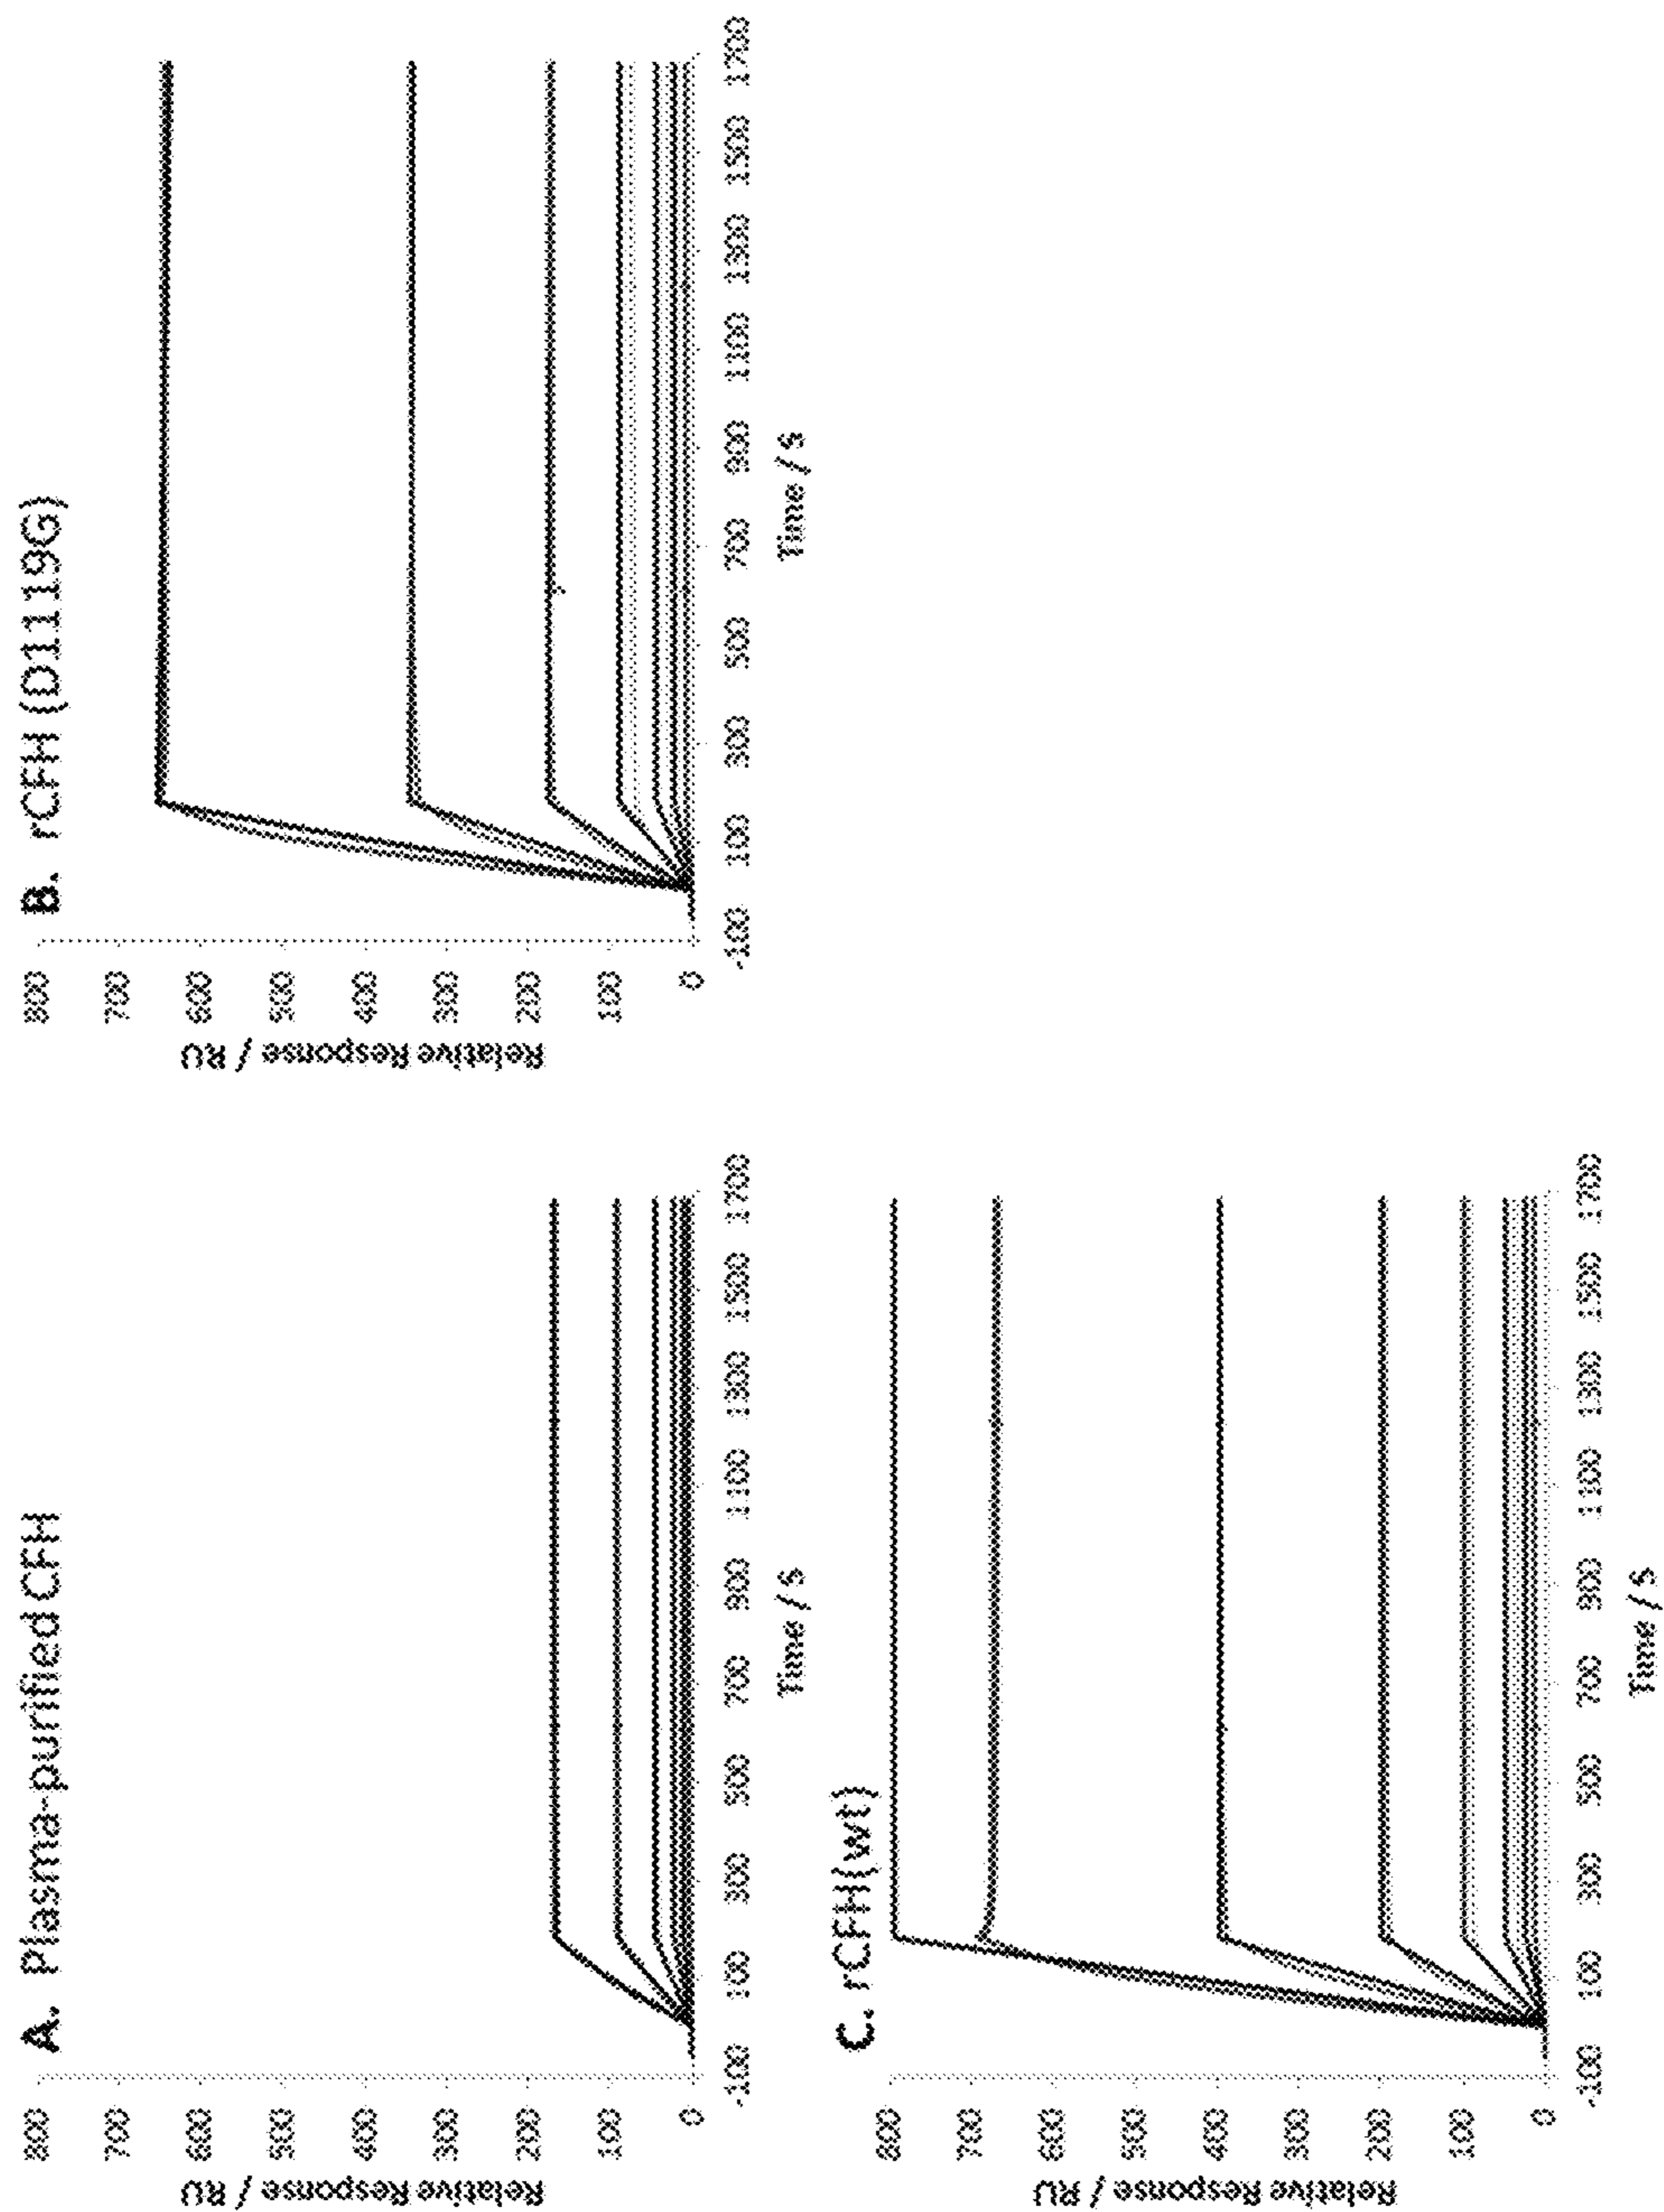 A. Plasma-purified CFH
Relative Response / RU
800
700
600
500
400
300
200
100
0
-100 100 300 500 700 900 1100 1300 1500 1700
Time / s
B. rCFH (D1119G)
Relative Response / RU
800
700
600
500
400
300
200
100
0
-100 100 300 500 700 900 1100 1300 1500 1700
Time / s
C. rCFH(wt)
Relative Response / RU
800
700
600
500
400
300
200
100
0
-100 100 300 500 700 900 1100 1300 1500 1700
Time / s